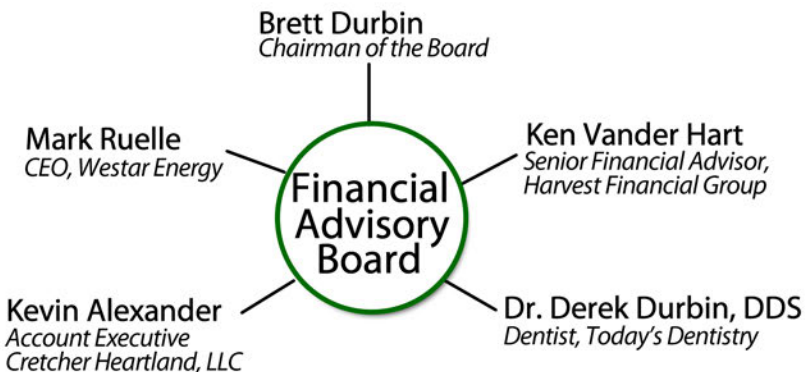 Brett Durbin
Chairman of the Board
Mark Ruelle
CEO, Westar Energy
Ken Vander Hart
Senior Financial Advisor,
Harvest Financial Group
Financial
Advisory
Board
Kevin Alexander
Account Executive
Cretcher Heartland, LLC
Dr. Derek Durbin, DDS
Dentist, Today's Dentistry